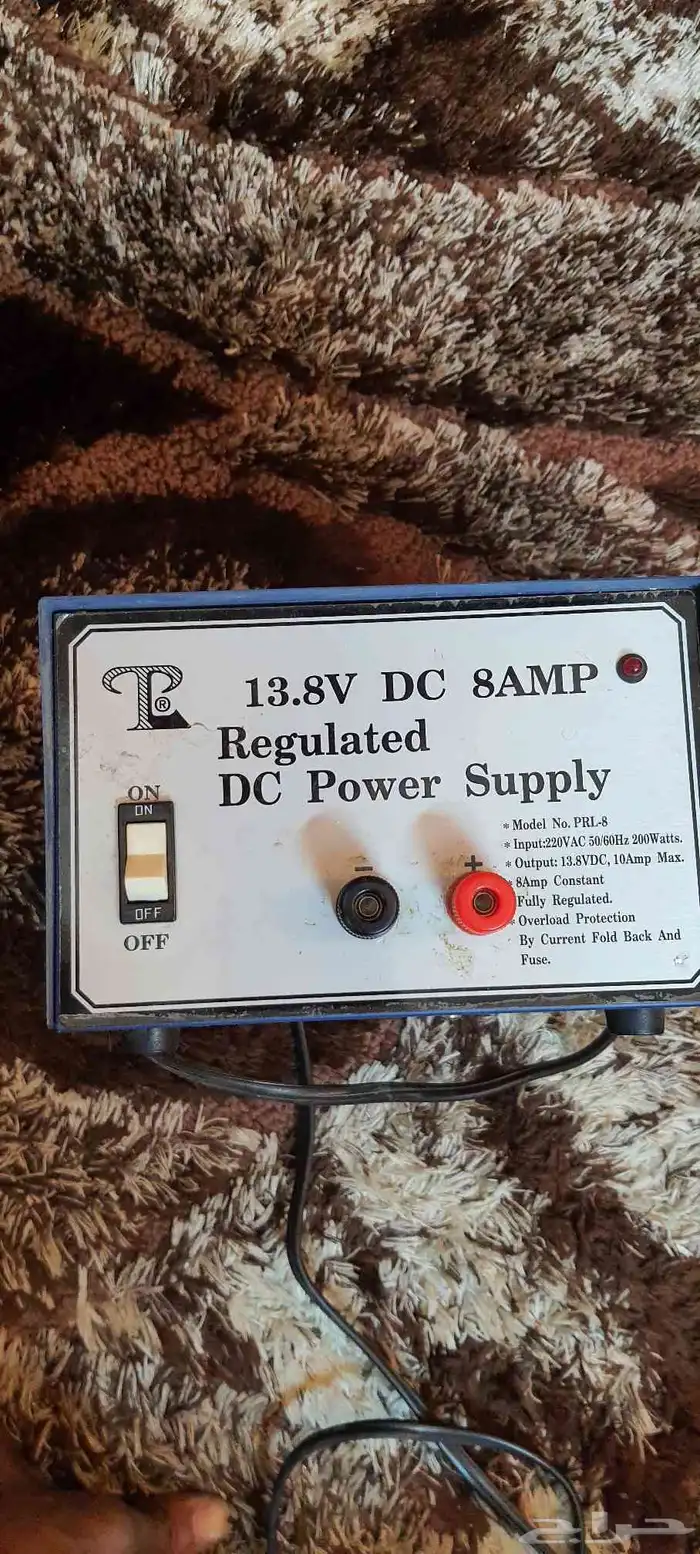 13.8V DC 8AMP
Regulated
DC Power Supply
®
ON
ON
OFF
OFF
-
+
* Model No. PRL-8
* Input:220VAC 50/60Hz 200Watts.
* Output: 13.8VDC, 10Amp Max.
* 8Amp Constant
Fully Regulated.
* Overload Protection
By Current Fold Back And
Fuse.
حراج